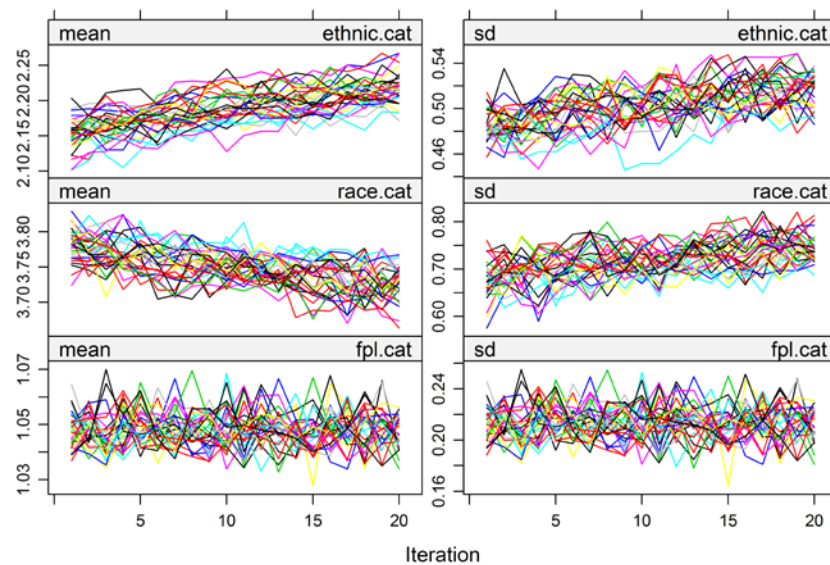 mean ethnic.cat sd ethnic.cat
2.10 2.15 2.20 2.25
0.46 0.50 0.54
mean race.cat sd race.cat
3.70 3.75 3.80
0.60 0.70 0.80
mean fpl.cat sd fpl.cat
1.03 1.05 1.07
0.16 0.20 0.24
5 10 15 20 5 10 15 20
Iteration